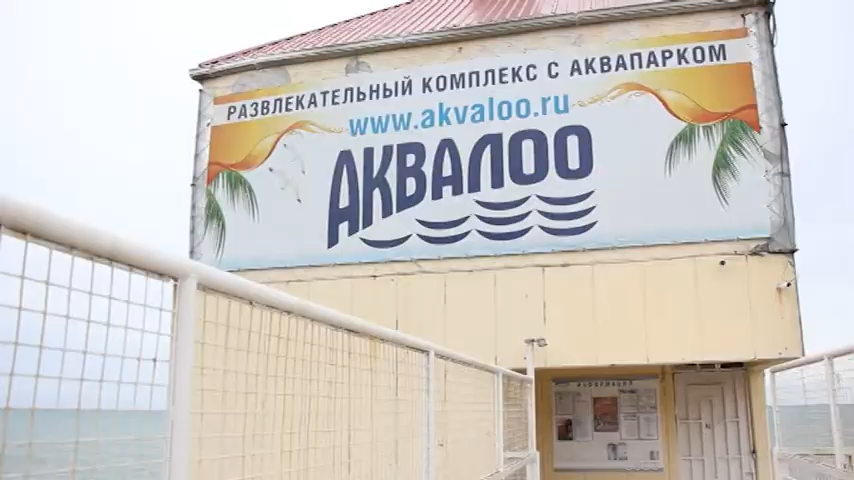 РАЗВЛЕКАТЕЛЬНЫЙ КОМПЛЕКС С АКВАПАРКОМ
www.akvaloo.ru
АКВАЛОО
ИНФОРМАЦИЯ